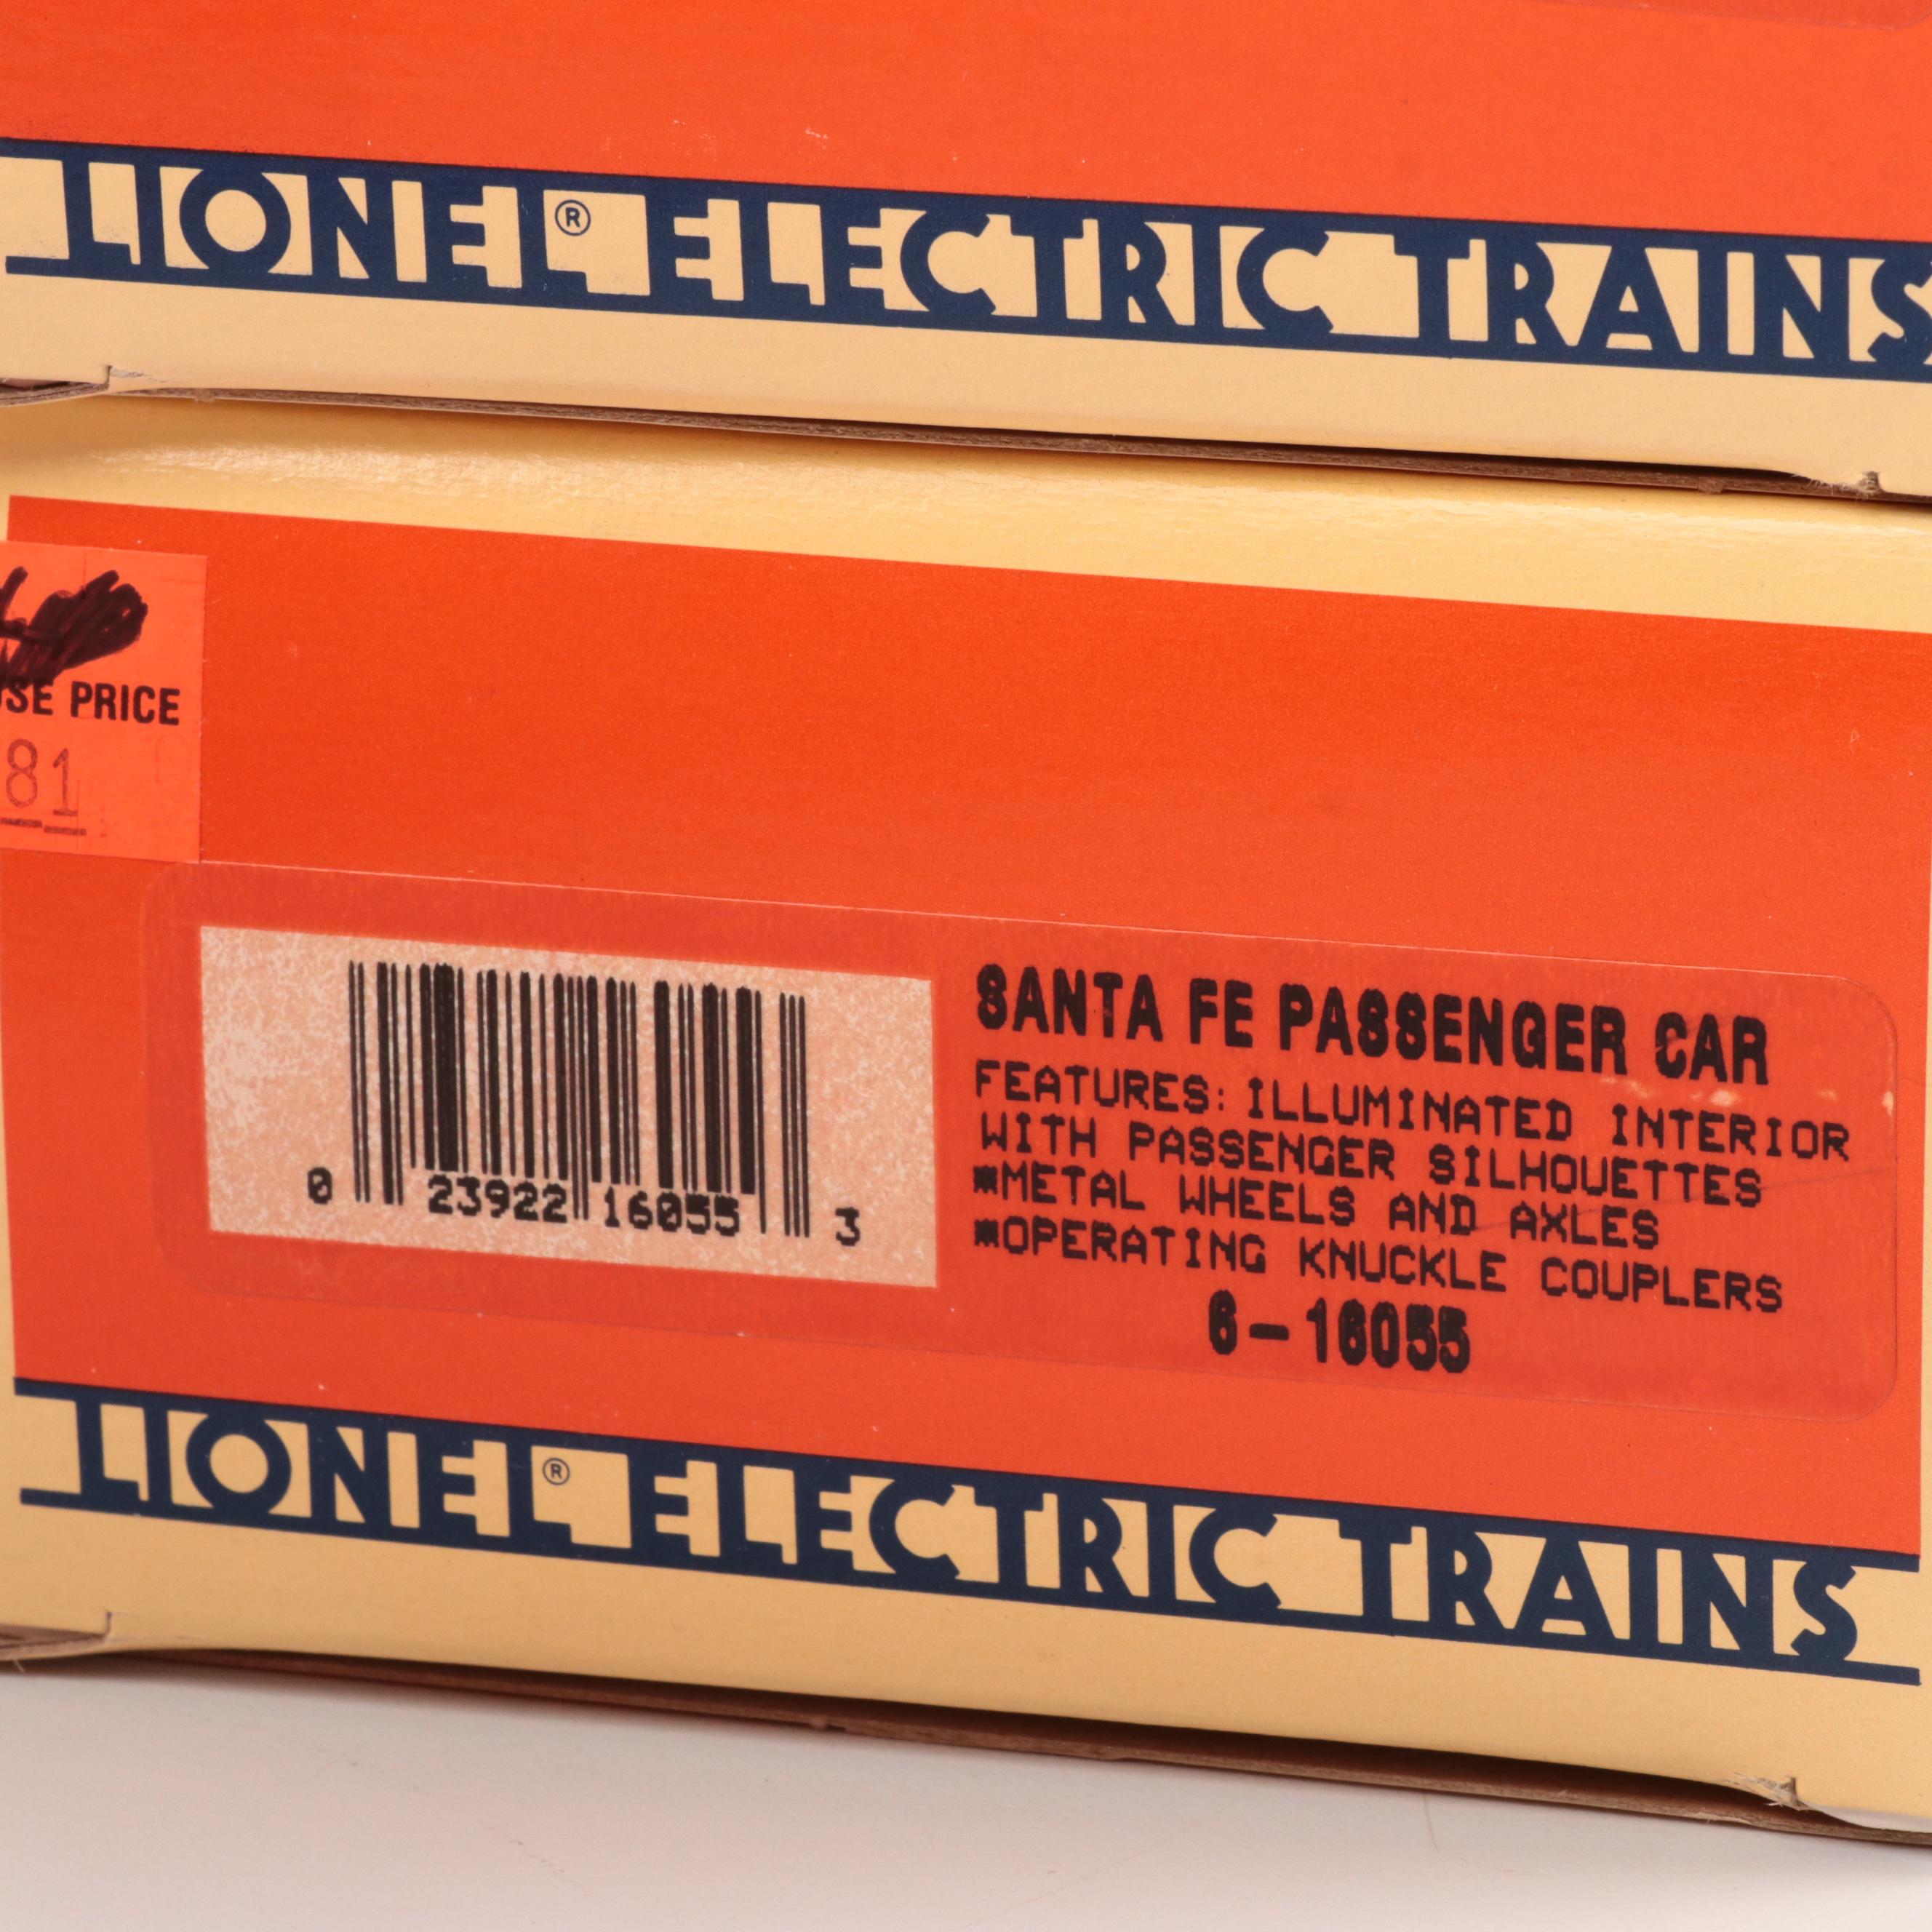 LIONEL® ELECTRIC TRAINS
PRICE
81
SANTA FE PASSENGER CAR
FEATURES: ILLUMINATED INTERIOR
WITH PASSENGER SILHOUETTES
*METAL WHEELS AND AXLES
*OPERATING KNUCKLE COUPLERS
6-16055
0 23922 16055 3
LIONEL® ELECTRIC TRAINS